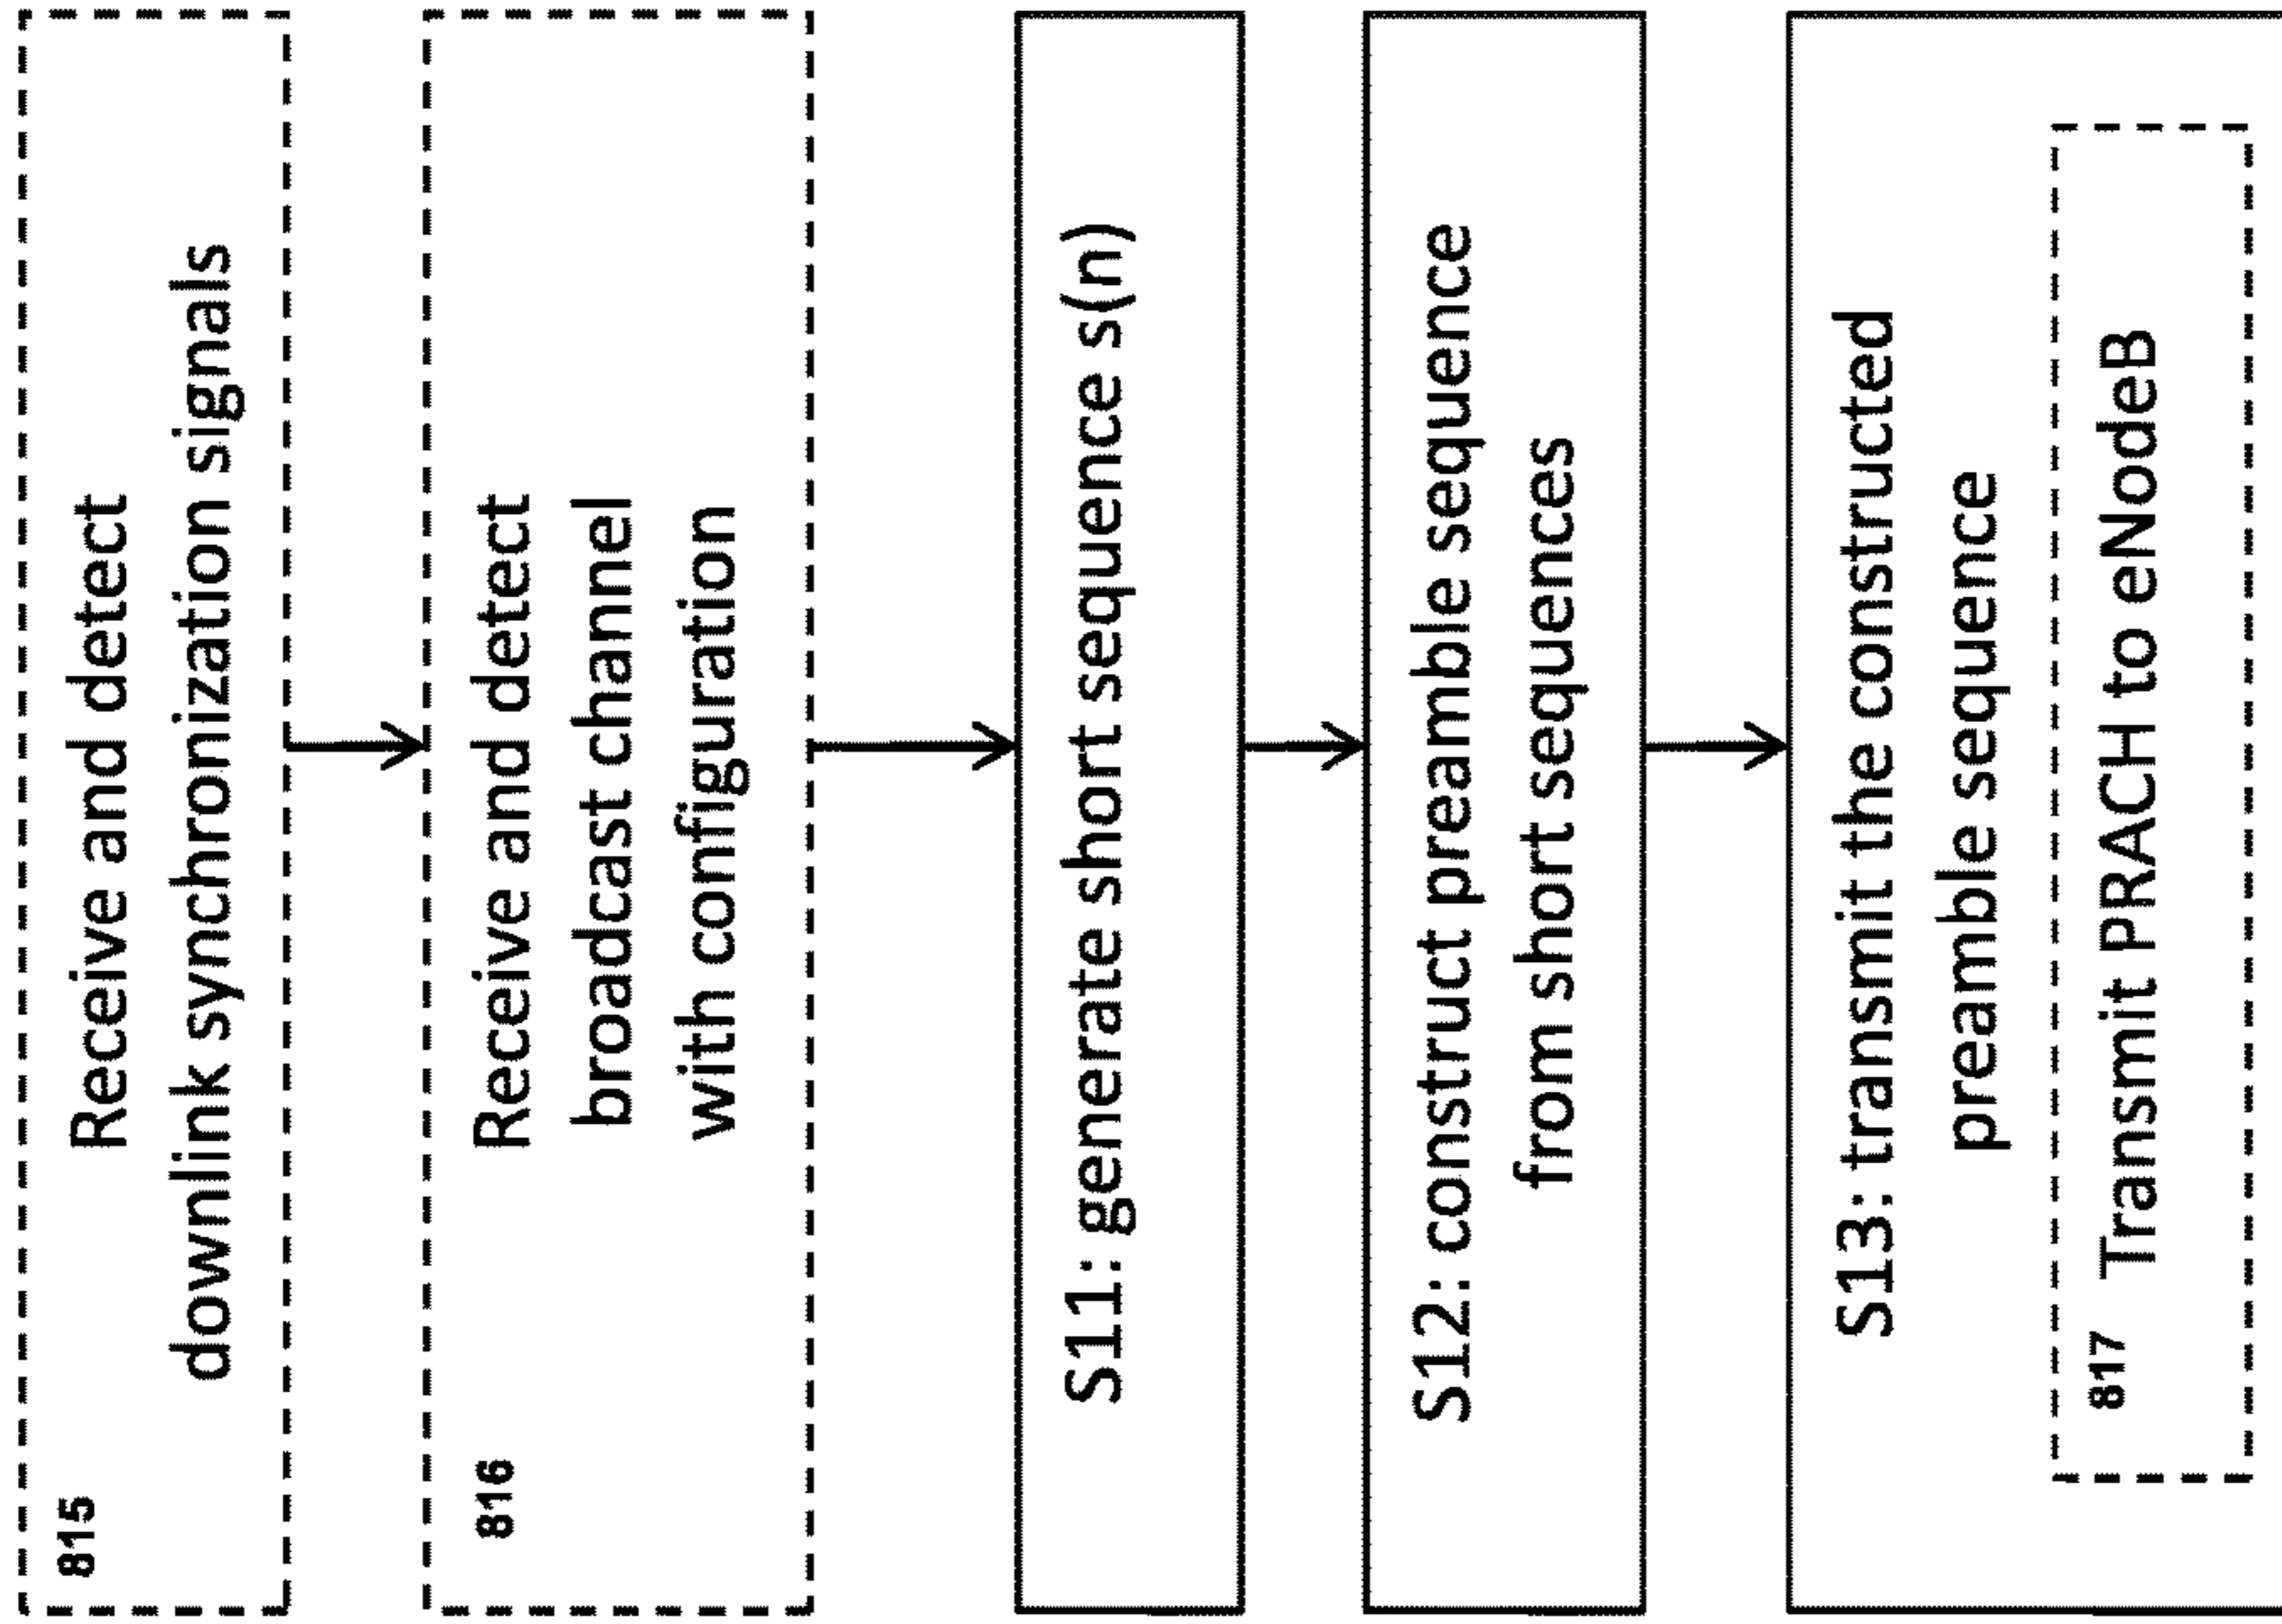 815
Receive and detect
downlink synchronization signals
816
Receive and detect
broadcast channel
with configuration
S11: generate short sequence s(n)
S12: construct preamble sequence
from short sequences
S13: transmit the constructed
preamble sequence
817 Transmit PRACH to eNodeB